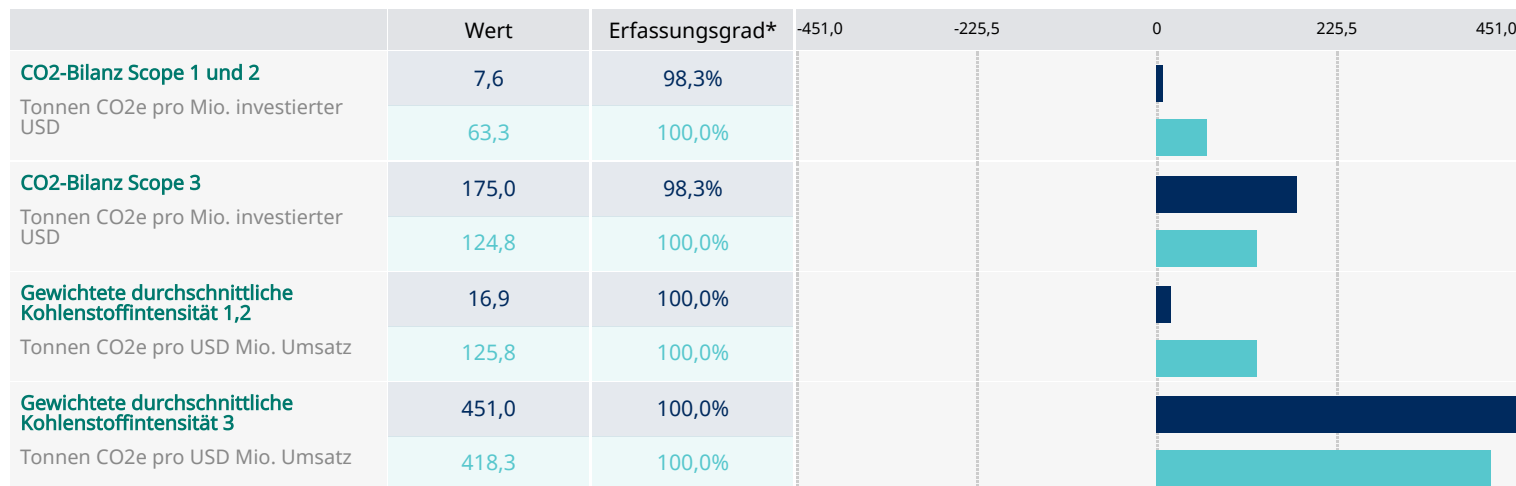 Wert Erfassungsgrad* -451,0 -225,5 0 225,5 451,0
CO2-Bilanz Scope 1 und 2
Tonnen CO2e pro Mio. investierter
USD
7,6 98,3%
63,3 100,0%
CO2-Bilanz Scope 3
Tonnen CO2e pro Mio. investierter
USD
175,0 98,3%
124,8 100,0%
Gewichtete durchschnittliche
Kohlenstoffintensität 1,2
Tonnen CO2e pro USD Mio. Umsatz
16,9 100,0%
125,8 100,0%
Gewichtete durchschnittliche
Kohlenstoffintensität 3
Tonnen CO2e pro USD Mio. Umsatz
451,0 100,0%
418,3 100,0%